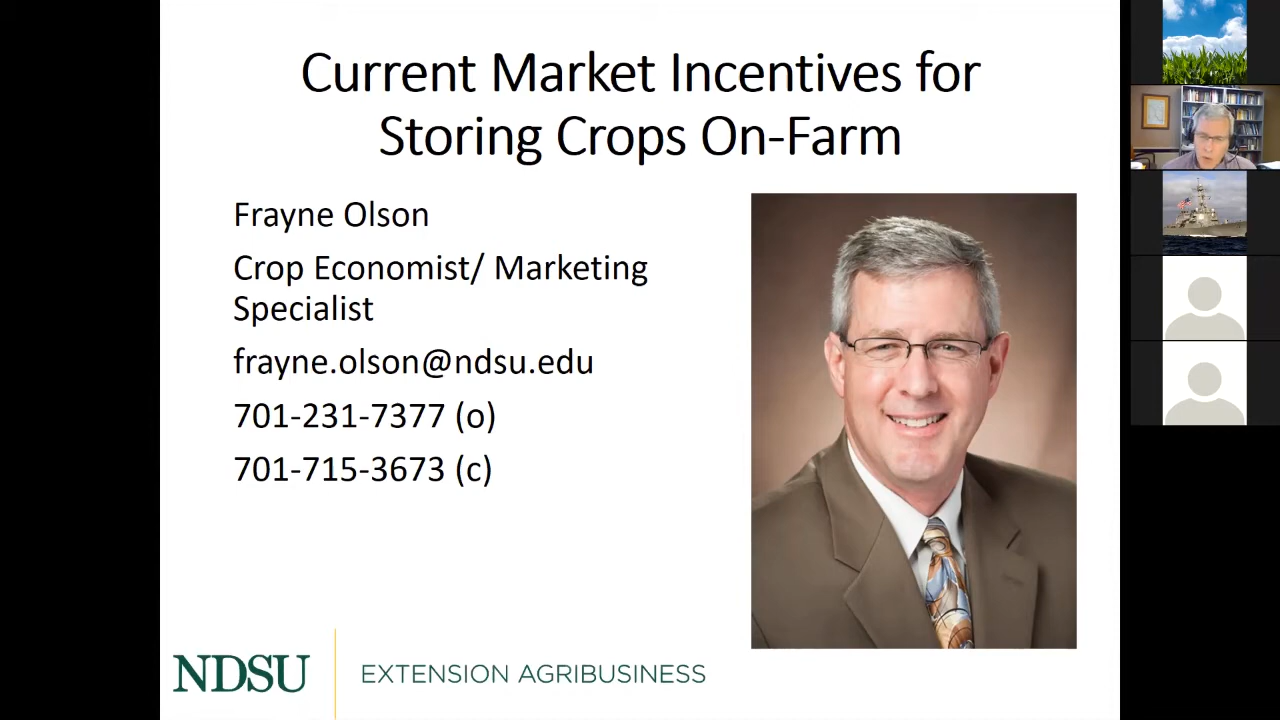 Current Market Incentives for
Storing Crops On-Farm
Frayne Olson
Crop Economist/ Marketing
Specialist
frayne.olson@ndsu.edu
701-231-7377 (o)
701-715-3673 (c)
NDSU
EXTENSION AGRIBUSINESS